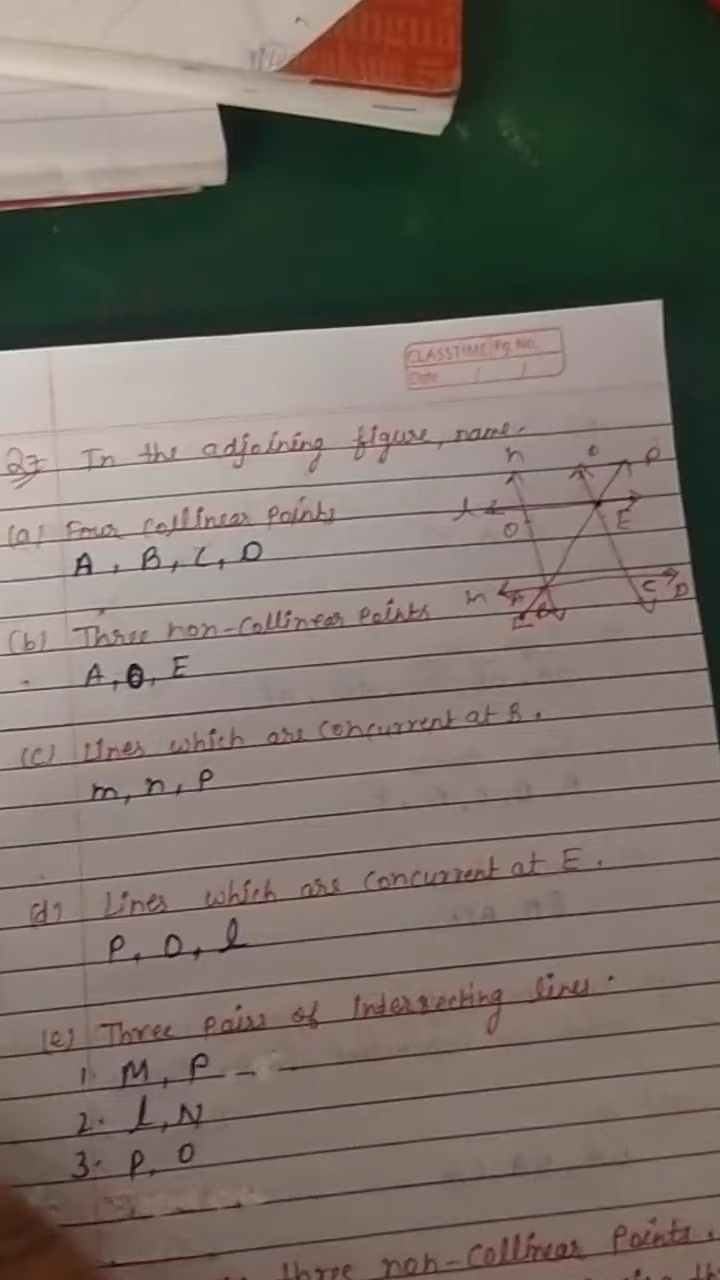 CLASSTIME Pg. No.
Date / /
Q7 In the adjoining figure, name.
(a) Four collinear points
A, B, C, D
(b) Three non-collinear points
A, O, E
(c) Lines which are concurrent at B.
m, n, P
(d) Lines which are concurrent at E.
P, O, l
(e) Three pairs of Intersecting lines.
1. M, P
2. l, N
3. P, O
n o P
l E
O
m A B C D
three non-collinear points.